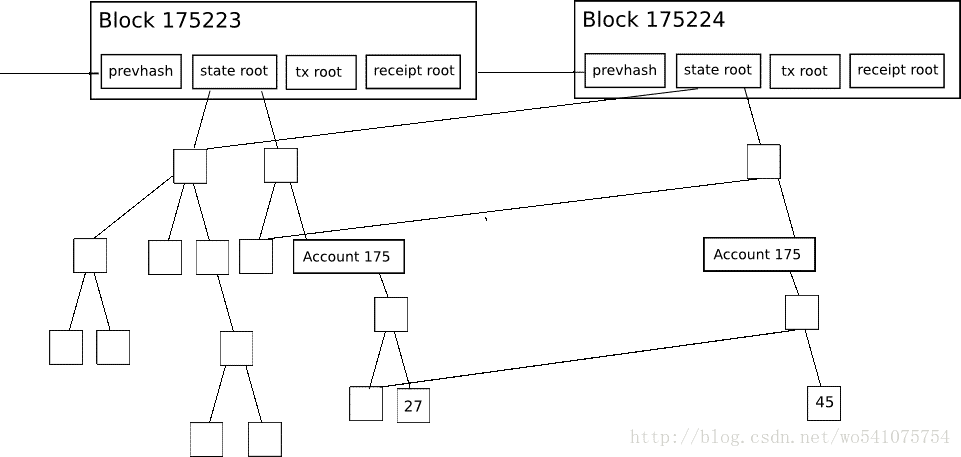 Block 175223
prevhash
state root
tx root
receipt root
Block 175224
prevhash
state root
tx root
receipt root
Account 175
Account 175
27
45
http://blog.csdn.net/wo541075754